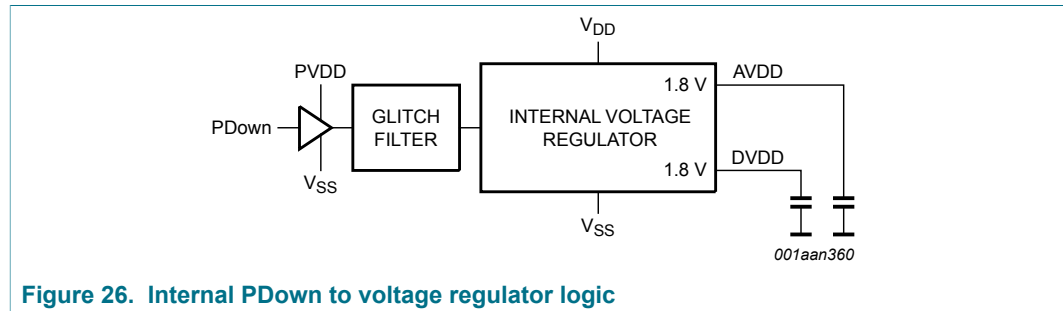 VDD
PVDD
PDown
VSS
GLITCH
FILTER
INTERNAL VOLTAGE
REGULATOR
1.8 V
AVDD
1.8 V
DVDD
VSS
001aan360
Figure 26. Internal PDown to voltage regulator logic